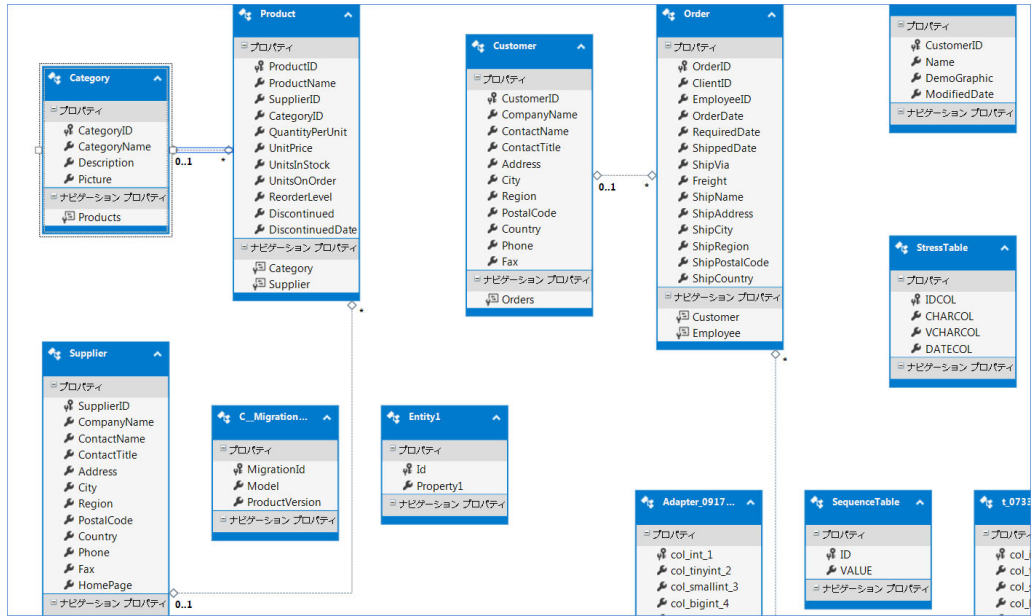 Category
プロパティ
CategoryID
CategoryName
Description
Picture
ナビゲーション プロパティ
Products
0..1
*
Product
プロパティ
ProductID
ProductName
SupplierID
CategoryID
QuantityPerUnit
UnitPrice
UnitsInStock
UnitsOnOrder
ReorderLevel
Discontinued
DiscontinuedDate
ナビゲーション プロパティ
Category
Supplier
*
Customer
プロパティ
CustomerID
CompanyName
ContactName
ContactTitle
Address
City
Region
PostalCode
Country
Phone
Fax
ナビゲーション プロパティ
Orders
0..1
*
Order
プロパティ
OrderID
ClientID
EmployeeID
OrderDate
RequiredDate
ShippedDate
ShipVia
Freight
ShipName
ShipAddress
ShipCity
ShipRegion
ShipPostalCode
ShipCountry
ナビゲーション プロパティ
Customer
Employee
*
プロパティ
CustomerID
Name
DemoGraphic
ModifiedDate
ナビゲーション プロパティ
StressTable
プロパティ
IDCOL
CHARCOL
VCHARCOL
DATECOL
ナビゲーション プロパティ
Supplier
プロパティ
SupplierID
CompanyName
ContactName
ContactTitle
Address
City
Region
PostalCode
Country
Phone
Fax
HomePage
ナビゲーション プロパティ
0..1
C__Migration...
プロパティ
MigrationId
Model
ProductVersion
ナビゲーション プロパティ
Entity1
プロパティ
Id
Property1
ナビゲーション プロパティ
Adapter_0917...
プロパティ
col_int_1
col_tinyint_2
col_smallint_3
col_bigint_4
SequenceTable
プロパティ
ID
VALUE
ナビゲーション プロパティ
t_0733
プロパティ